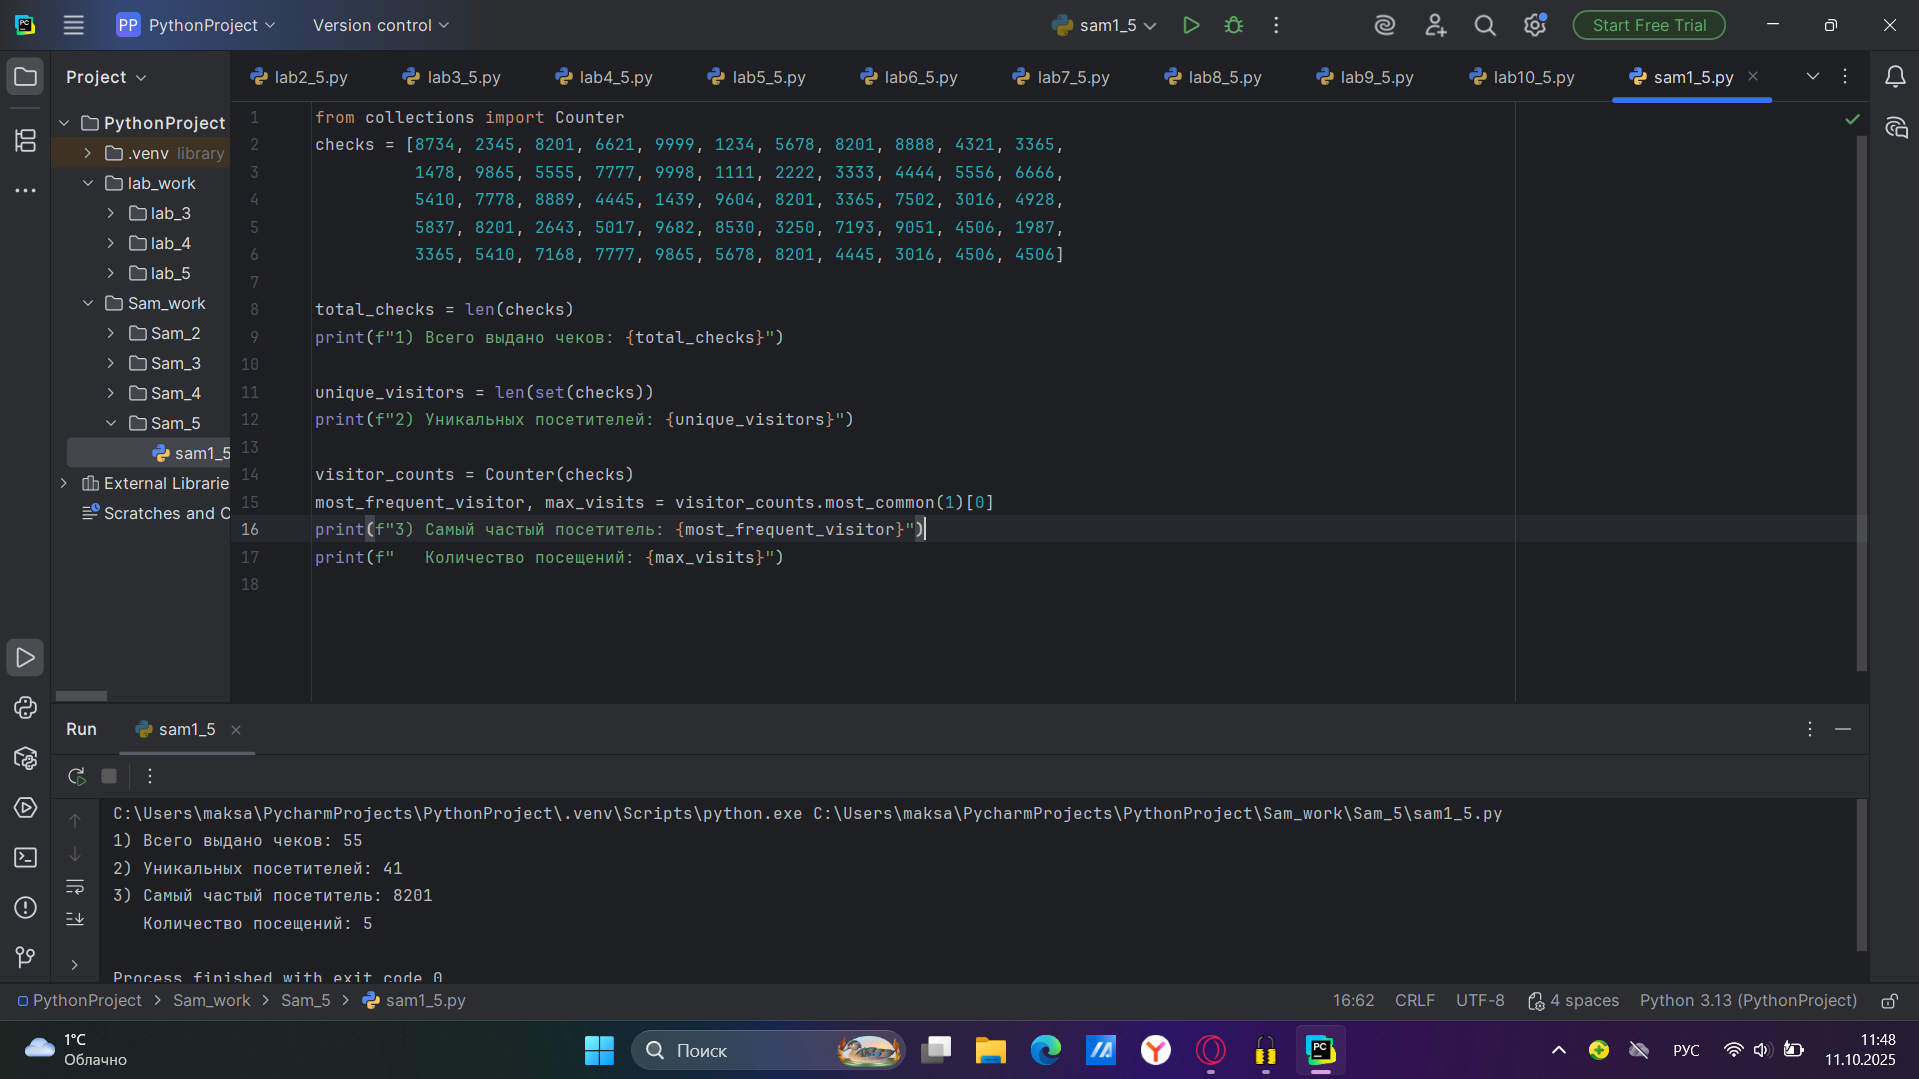 PP PythonProject Version control sam1_5 Start Free Trial
Project lab2_5.py lab3_5.py lab4_5.py lab5_5.py lab6_5.py lab7_5.py lab8_5.py lab9_5.py lab10_5.py sam1_5.py
PythonProject
.venv library
lab_work
lab_3
lab_4
lab_5
Sam_work
Sam_2
Sam_3
Sam_4
Sam_5
sam1_5
External Librarie
Scratches and C
1 from collections import Counter
2 checks = [8734, 2345, 8201, 6621, 9999, 1234, 5678, 8201, 8888, 4321, 3365,
3 1478, 9865, 5555, 7777, 9998, 1111, 2222, 3333, 4444, 5556, 6666,
4 5410, 7778, 8889, 4445, 1439, 9604, 8201, 3365, 7502, 3016, 4928,
5 5837, 8201, 2643, 5017, 9682, 8530, 3250, 7193, 9051, 4506, 1987,
6 3365, 5410, 7168, 7777, 9865, 5678, 8201, 4445, 3016, 4506, 4506]
7
8 total_checks = len(checks)
9 print(f"1) Всего выдано чеков: {total_checks}")
10
11 unique_visitors = len(set(checks))
12 print(f"2) Уникальных посетителей: {unique_visitors}")
13
14 visitor_counts = Counter(checks)
15 most_frequent_visitor, max_visits = visitor_counts.most_common(1)[0]
16 print(f"3) Самый частый посетитель: {most_frequent_visitor}")
17 print(f"   Количество посещений: {max_visits}")
18
Run sam1_5
C:\Users\maksa\PycharmProjects\PythonProject\.venv\Scripts\python.exe C:\Users\maksa\PycharmProjects\PythonProject\Sam_work\Sam_5\sam1_5.py
1) Всего выдано чеков: 55
2) Уникальных посетителей: 41
3) Самый частый посетитель: 8201
Количество посещений: 5
Process finished with exit code 0
PythonProject > Sam_work > Sam_5 > sam1_5.py 16:62 CRLF UTF-8 4 spaces Python 3.13 (PythonProject)
1°C
Облачно
Поиск
РУС
11:48
11.10.2025